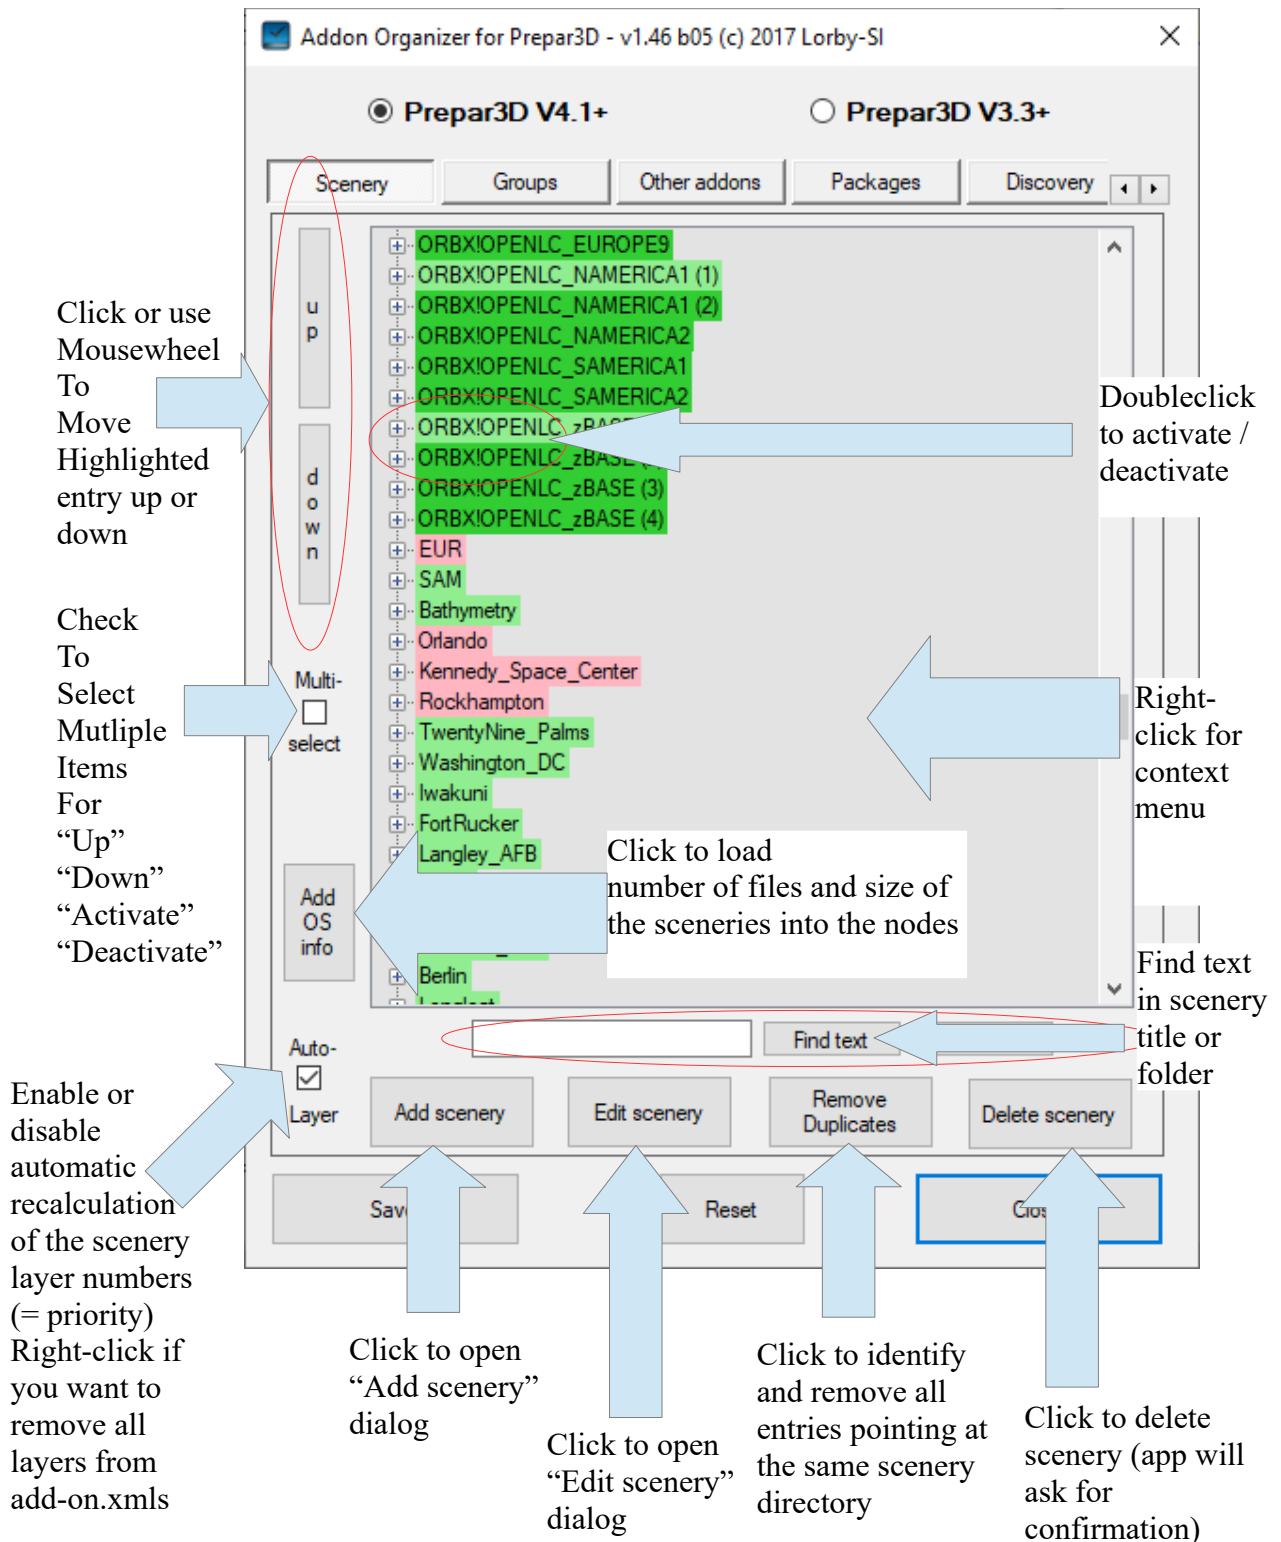 Addon Organizer for Prepar3D - v1.46 b05 (c) 2017 Lorby-SI
Prepar3D V4.1+
Prepar3D V3.3+
Scenery
Groups
Other addons
Packages
Discovery
up
down
ORBX!OPENLC_EUROPE9
ORBX!OPENLC_NAMERICA1 (1)
ORBX!OPENLC_NAMERICA1 (2)
ORBX!OPENLC_NAMERICA2
ORBX!OPENLC_SAMERICA1
ORBX!OPENLC_SAMERICA2
ORBX!OPENLC_zBASE
ORBX!OPENLC_zBASE
ORBX!OPENLC_zBASE (3)
ORBX!OPENLC_zBASE (4)
EUR
SAM
Bathymetry
Orlando
Kennedy_Space_Center
Rockhampton
TwentyNine_Palms
Washington_DC
Iwakuni
FortRucker
Langley_AFB
Berlin
Click or use
Mousewheel
To
Move
Highlighted
entry up or
down
Doubleclick
to activate /
deactivate
Check
To
Select
Mutliple
Items
For
“Up”
“Down”
“Activate”
“Deactivate”
Multi-
select
Right-
click for
context
menu
Add
OS
info
Click to load
number of files and size of
the sceneries into the nodes
Find text
in scenery
title or
folder
Find text
Auto-
Layer
Enable or
disable
automatic
recalculation
of the scenery
layer numbers
(= priority)
Right-click if
you want to
remove all
layers from
add-on.xmls
Add scenery
Edit scenery
Remove
Duplicates
Delete scenery
Save
Reset
Close
Click to open
“Add scenery”
dialog
Click to open
“Edit scenery”
dialog
Click to identify
and remove all
entries pointing at
the same scenery
directory
Click to delete
scenery (app will
ask for
confirmation)